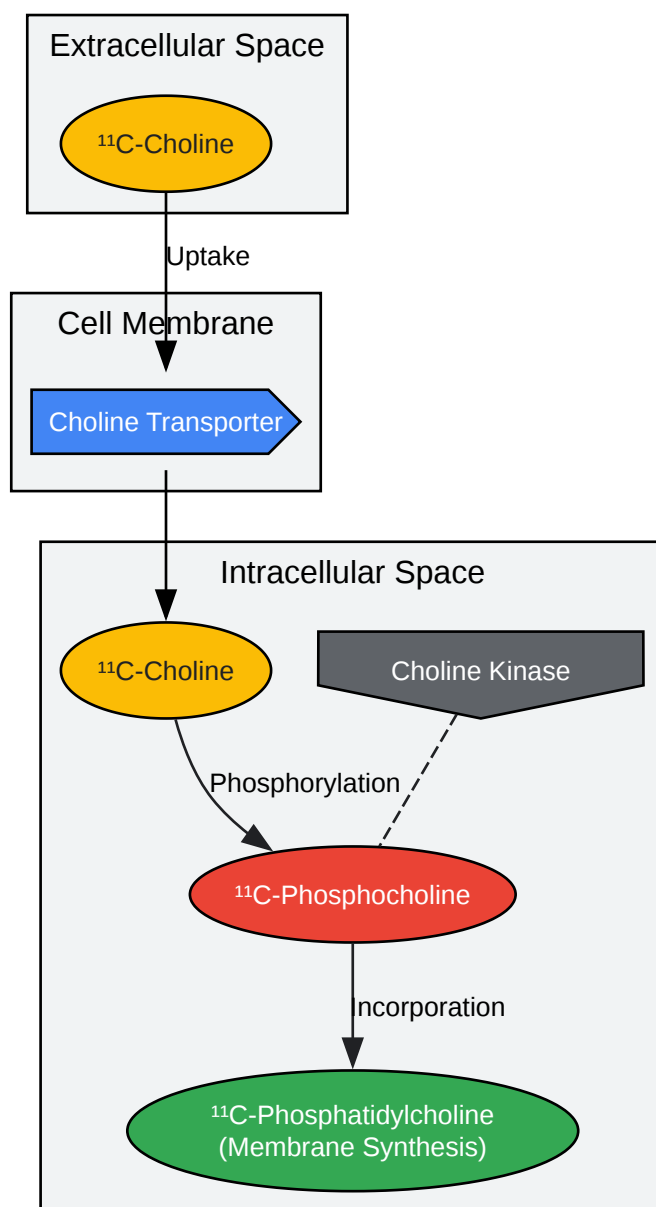 Extracellular Space
¹¹C-Choline
Uptake
Cell Membrane
Choline Transporter
Intracellular Space
¹¹C-Choline
Choline Kinase
Phosphorylation
¹¹C-Phosphocholine
Incorporation
¹¹C-Phosphatidylcholine
(Membrane Synthesis)